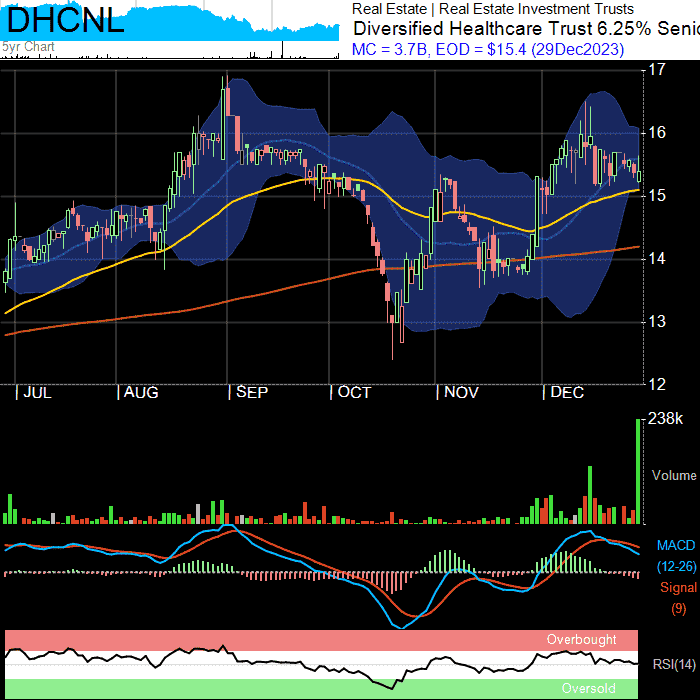 DHCNL
5yr Chart
Real Estate | Real Estate Investment Trusts
Diversified Healthcare Trust 6.25% Senio
MC = 3.7B, EOD = $15.4 (29Dec2023)
17
16
15
14
13
12
JUL AUG SEP OCT NOV DEC
238k
Volume
MACD
(12-26)
Signal
(9)
Overbought
RSI(14)
Oversold